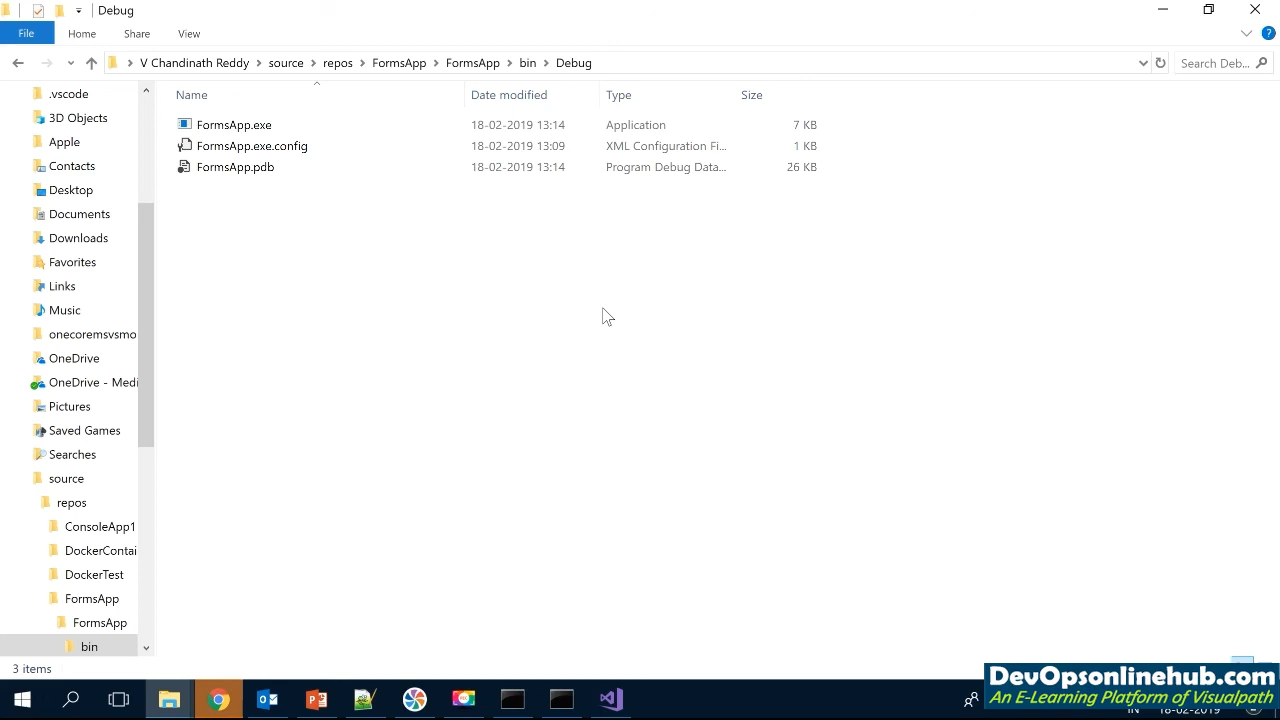 Debug
File Home Share View
V Chandinath Reddy source repos FormsApp FormsApp bin Debug Search Deb...
Name Date modified Type Size
FormsApp.exe 18-02-2019 13:14 Application 7 KB
FormsApp.exe.config 18-02-2019 13:09 XML Configuration Fi... 1 KB
FormsApp.pdb 18-02-2019 13:14 Program Debug Data... 26 KB
.vscode
3D Objects
Apple
Contacts
Desktop
Documents
Downloads
Favorites
Links
Music
onecoremsvsmo
OneDrive
OneDrive - Medi
Pictures
Saved Games
Searches
source
repos
ConsoleApp1
DockerContai
DockerTest
FormsApp
FormsApp
bin
3 items
DevOpsonlinehub.com
An E-Learning Platform of Visualpath
IN 18-02-2019